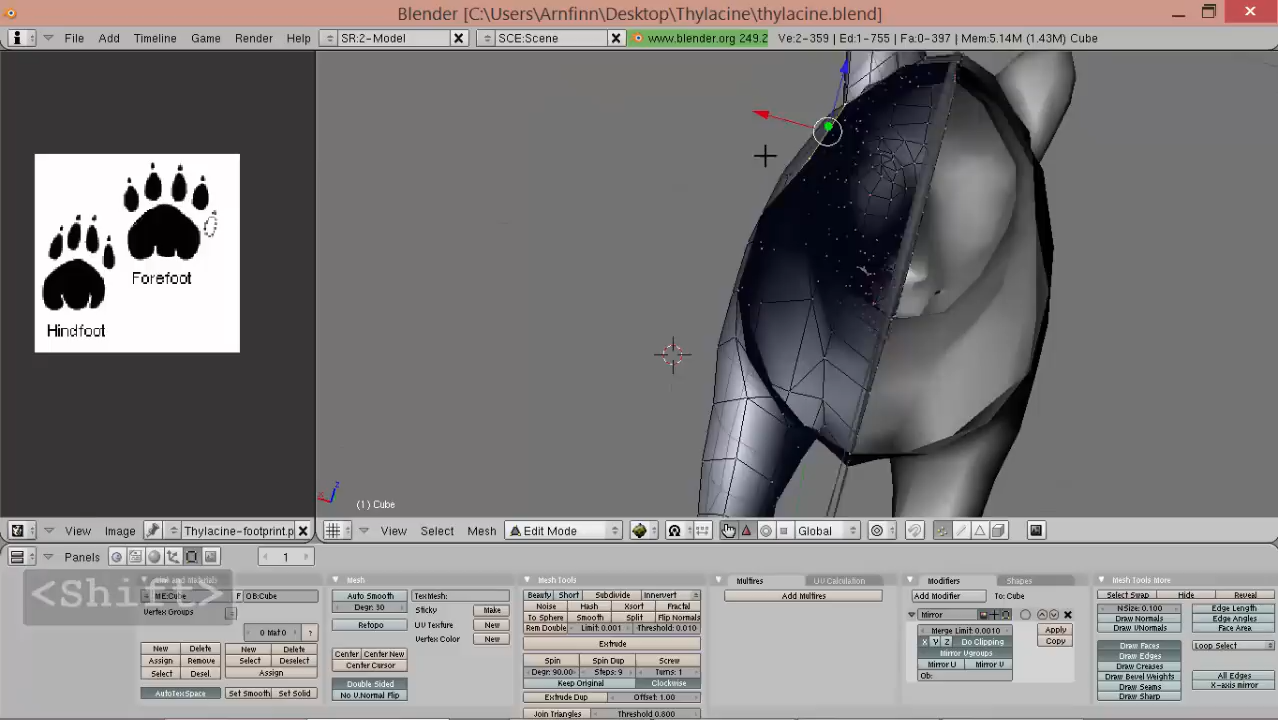 Blender [C:\Users\Arnfinn\Desktop\Thylacine\thylacine.blend]
File Add Timeline Game Render Help SR:2-Model SCE:Scene www.blender.org 249.2 Ve:2-359 | Ed:1-755 | Fa:0-397 | Mem:5.14M (1.43M) Cube
Forefoot
Hindfoot
(1) Cube
View Image Thylacine-footprint.p View Select Mesh Edit Mode Global
Panels 1
<Shift>
Link and Materials Mesh Mesh Tools Multires UV Calculation Modifiers Shapes Mesh Tools More
ME:Cube F OB:Cube
Vertex Groups
0 Mat 0 ?
New Delete New Delete
Assign Remove Select Deselect
Select Desel. Assign
AutoTexSpace Set Smooth Set Solid
Auto Smooth TexMesh:
Degr: 30 Sticky Make
Retopo UV Texture New
Vertex Color New
Center Center New
Center Cursor
Double Sided
No V.Normal Flip
Beauty Short Subdivide Innervert
Noise Hash Xsort Fractal
To Sphere Smooth Split Flip Normals
Rem Double Limit: 0.001 Threshold: 0.010
Extrude
Spin Spin Dup Screw
Degr: 90.00 Steps: 9 Turns: 1
Keep Original Clockwise
Extrude Dup Offset: 1.00
Join Triangles Threshold 0.800
Add Multires
Add Modifier To: Cube
Mirror
Merge Limit: 0.0010 Apply
X Y Z Do Clipping Copy
Mirror Vgroups
Mirror U Mirror V
Ob:
Select Swap Hide Reveal
NSize: 0.100 Edge Length
Draw Normals Edge Angles
Draw VNormals Face Area
Draw Faces Loop Select
Draw Edges
Draw Creases
Draw Bevel Weights All Edges
Draw Seams X-axis mirror
Draw Sharp